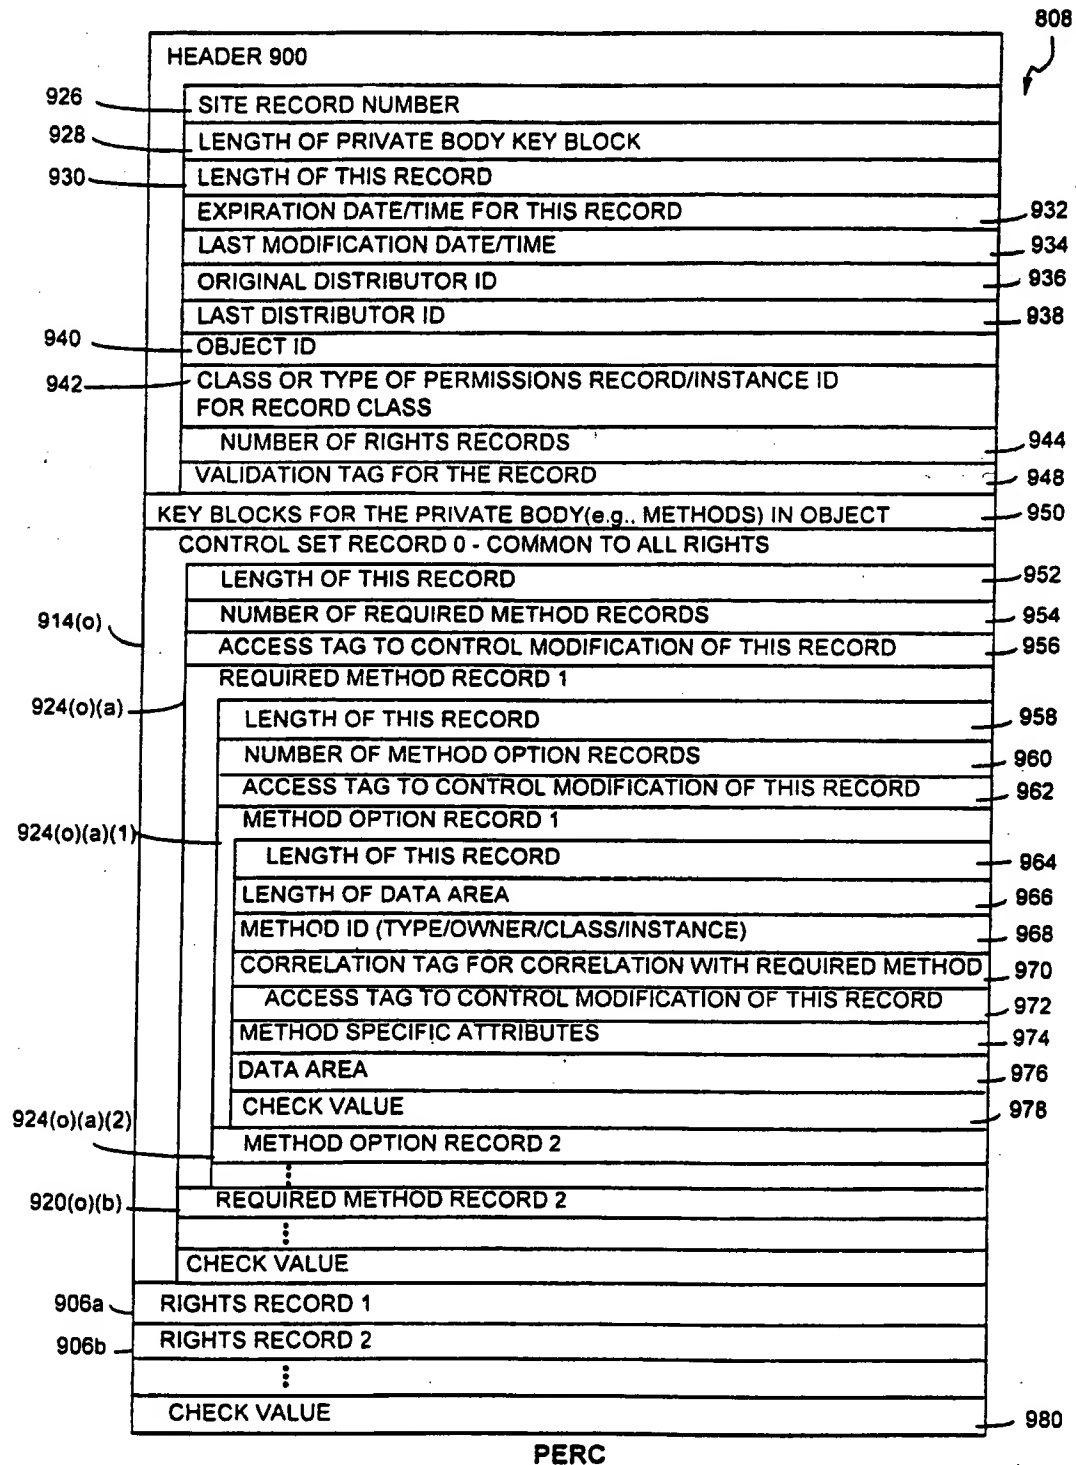 808
HEADER 900
926 SITE RECORD NUMBER
928 LENGTH OF PRIVATE BODY KEY BLOCK
930 LENGTH OF THIS RECORD
EXPIRATION DATE/TIME FOR THIS RECORD 932
LAST MODIFICATION DATE/TIME 934
ORIGINAL DISTRIBUTOR ID 936
LAST DISTRIBUTOR ID 938
940 OBJECT ID
942 CLASS OR TYPE OF PERMISSIONS RECORD/INSTANCE ID
FOR RECORD CLASS
NUMBER OF RIGHTS RECORDS 944
VALIDATION TAG FOR THE RECORD 948
KEY BLOCKS FOR THE PRIVATE BODY(e.g.. METHODS) IN OBJECT 950
CONTROL SET RECORD 0 - COMMON TO ALL RIGHTS
LENGTH OF THIS RECORD 952
914(o) NUMBER OF REQUIRED METHOD RECORDS 954
ACCESS TAG TO CONTROL MODIFICATION OF THIS RECORD 956
REQUIRED METHOD RECORD 1
924(o)(a) LENGTH OF THIS RECORD 958
NUMBER OF METHOD OPTION RECORDS 960
ACCESS TAG TO CONTROL MODIFICATION OF THIS RECORD 962
924(o)(a)(1) METHOD OPTION RECORD 1
LENGTH OF THIS RECORD 964
LENGTH OF DATA AREA 966
METHOD ID (TYPE/OWNER/CLASS/INSTANCE) 968
CORRELATION TAG FOR CORRELATION WITH REQUIRED METHOD 970
ACCESS TAG TO CONTROL MODIFICATION OF THIS RECORD 972
METHOD SPECIFIC ATTRIBUTES 974
DATA AREA 976
CHECK VALUE 978
924(o)(a)(2) METHOD OPTION RECORD 2
920(o)(b) REQUIRED METHOD RECORD 2
CHECK VALUE
906a RIGHTS RECORD 1
906b RIGHTS RECORD 2
CHECK VALUE 980
PERC